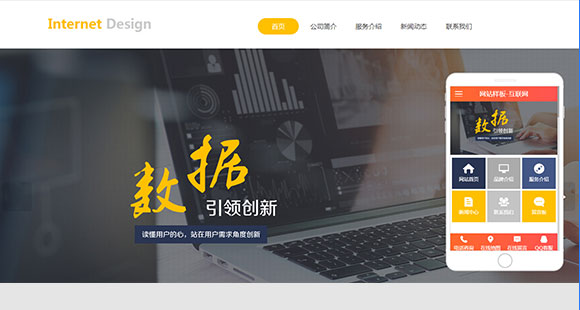 Internet Design
首页 公司简介 服务介绍 新闻动态 联系我们
数据
引领创新
读懂用户的心，站在用户需求角度创新
网站样板-互联网
数据
引领创新
网站首页 品牌介绍 服务介绍
新闻中心 联系我们 留言板
电话咨询 在线地图 在线留言 QQ客服